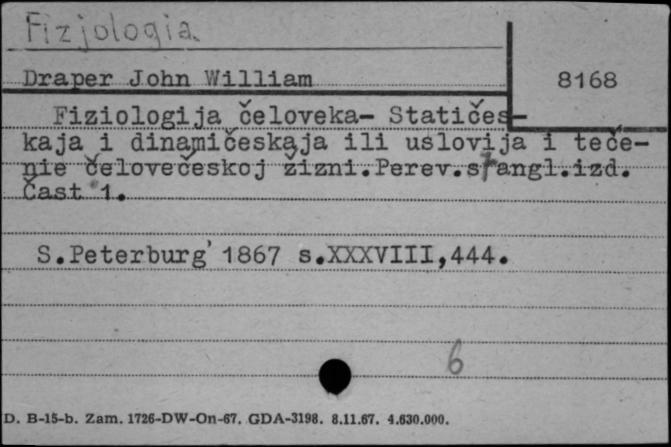 Fizjologia
Draper John William
8168
Fiziologija čeloveka- Statičes-
kaja i dinamičeskaja ili uslovija i teče-
nie čelovečeskoj žizni.Perev.s angl.izd.
Čast' 1.
S.Peterburg' 1867 s.XXXVIII,444.
6
D. B-15-b. Zam. 1726-DW-On-67. GDA-3198. 8.11.67. 4.630.000.